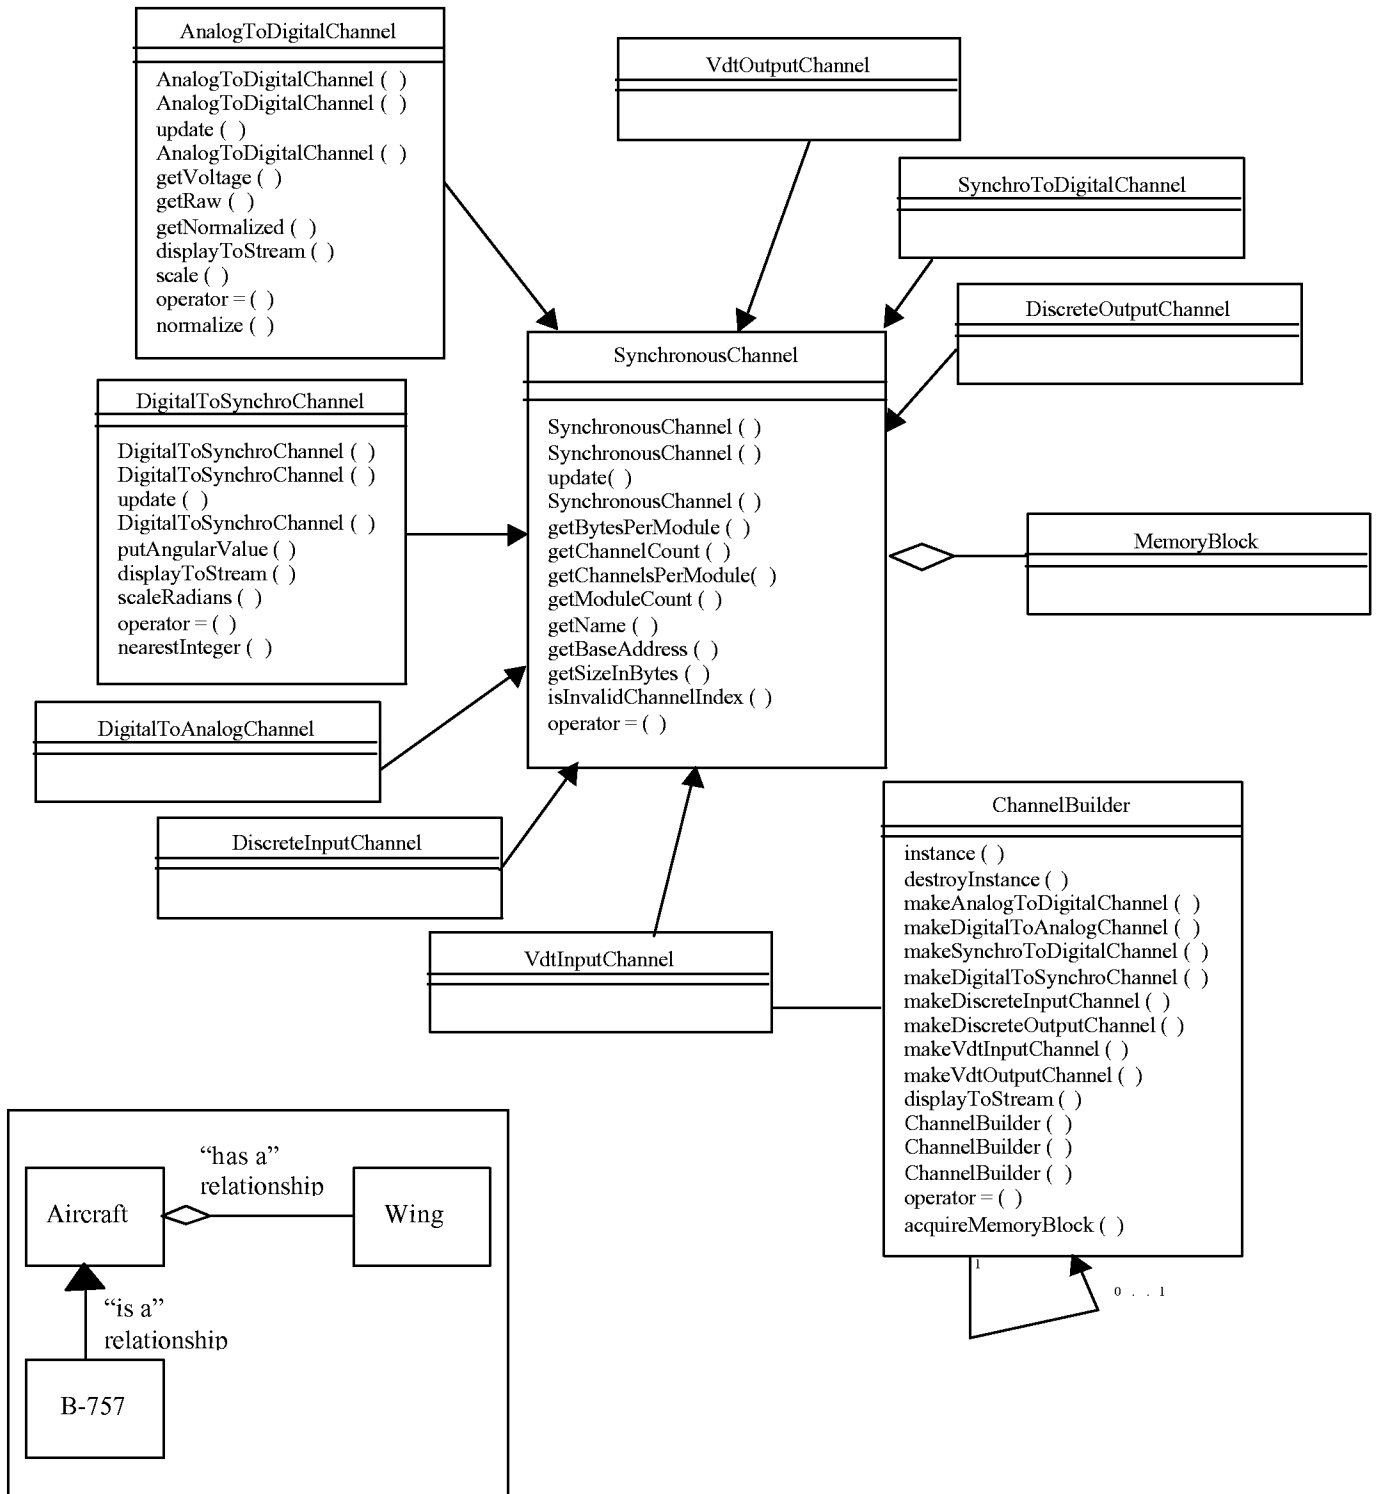 AnalogToDigitalChannel
AnalogToDigitalChannel ( )
AnalogToDigitalChannel ( )
update ( )
AnalogToDigitalChannel ( )
getVoltage ( )
getRaw ( )
getNormalized ( )
displayToStream ( )
scale ( )
operator = ( )
normalize ( )
VdtOutputChannel
SynchroToDigitalChannel
DiscreteOutputChannel
SynchronousChannel
SynchronousChannel ( )
SynchronousChannel ( )
update( )
SynchronousChannel ( )
getBytesPerModule ( )
getChannelCount ( )
getChannelsPerModule( )
getModuleCount ( )
getName ( )
getBaseAddress ( )
getSizeInBytes ( )
isInvalidChannelIndex ( )
operator = ( )
DigitalToSynchroChannel
DigitalToSynchroChannel ( )
DigitalToSynchroChannel ( )
update ( )
DigitalToSynchroChannel ( )
putAngularValue ( )
displayToStream ( )
scaleRadians ( )
operator = ( )
nearestInteger ( )
MemoryBlock
DigitalToAnalogChannel
DiscreteInputChannel
VdtInputChannel
ChannelBuilder
instance ( )
destroyInstance ( )
makeAnalogToDigitalChannel ( )
makeDigitalToAnalogChannel ( )
makeSynchroToDigitalChannel ( )
makeDigitalToSynchroChannel ( )
makeDiscreteInputChannel ( )
makeDiscreteOutputChannel ( )
makeVdtInputChannel ( )
makeVdtOutputChannel ( )
displayToStream ( )
ChannelBuilder ( )
ChannelBuilder ( )
ChannelBuilder ( )
operator = ( )
acquireMemoryBlock ( )
1
0 . . 1
“has a”
relationship
Aircraft
Wing
“is a”
relationship
B-757